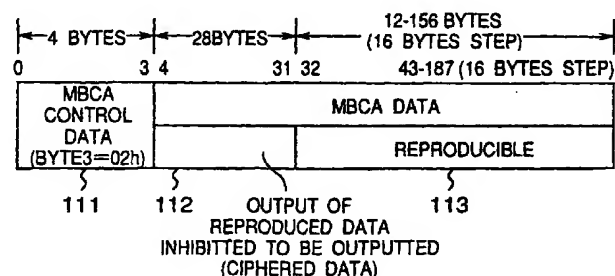 12-156 BYTES
4 BYTES 28BYTES (16 BYTES STEP)
0 3 4 31 32 43-187 (16 BYTES STEP)
MBCA
CONTROL
DATA
(BYTE3=02h)
MBCA DATA
REPRODUCIBLE
111 112 113
OUTPUT OF
REPRODUCED DATA
INHIBITTED TO BE OUTPUTTED
(CIPHERED DATA)